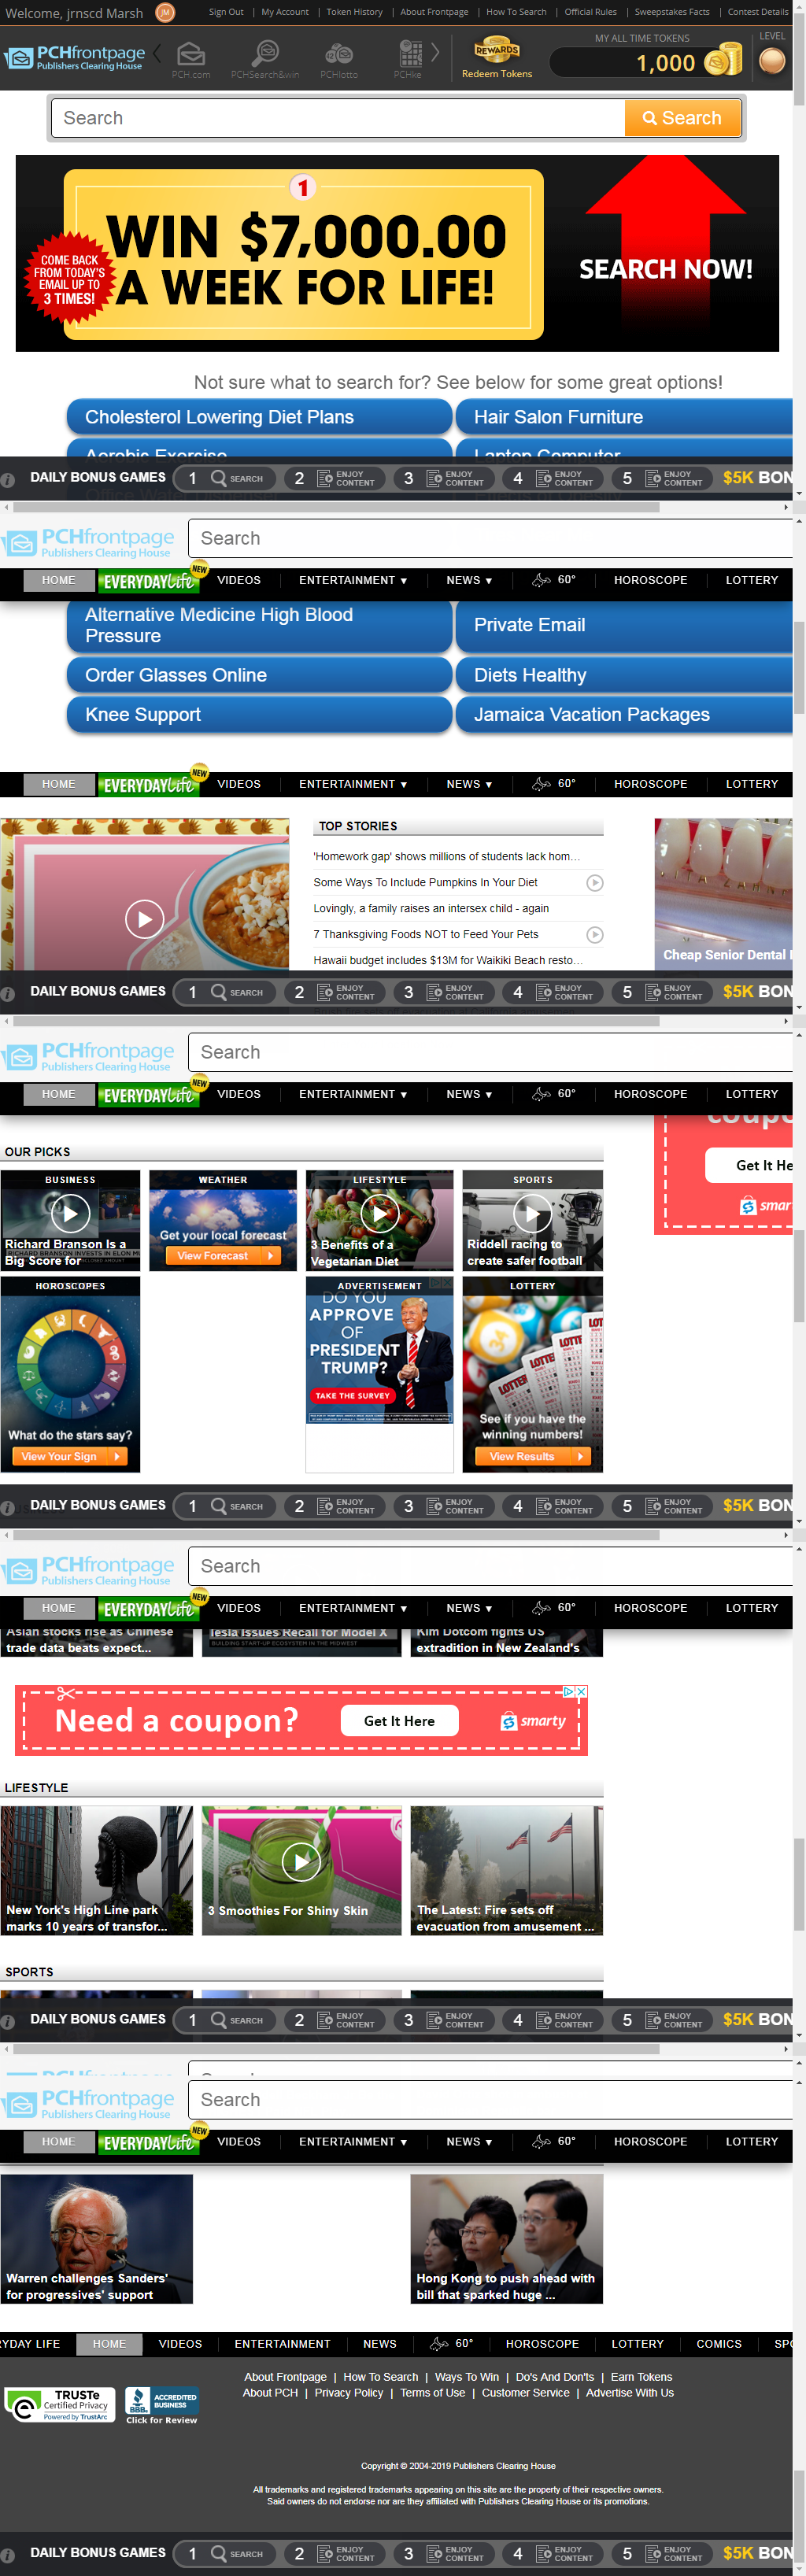 Welcome, jrnscd Marsh
JM
Sign Out | My Account | Token History | About Frontpage | How To Search | Official Rules | Sweepstakes Facts | Contest Details
PCHfrontpage
Publishers Clearing House
PCH.com
PCHSearch&win
PCHlotto
PCHke
REWARDS
Redeem Tokens
MY ALL TIME TOKENS
1,000
LEVEL
Search
Search
1
WIN $7,000.00
A WEEK FOR LIFE!
COME BACK
FROM TODAY'S
EMAIL UP TO
3 TIMES!
SEARCH NOW!
Not sure what to search for? See below for some great options!
Cholesterol Lowering Diet Plans
Hair Salon Furniture
Aerobic Exercise
Laptop Computer
DAILY BONUS GAMES 1 SEARCH 2 ENJOY CONTENT 3 ENJOY CONTENT 4 ENJOY CONTENT 5 ENJOY CONTENT $5K BON
PCHfrontpage
Publishers Clearing House
Search
HOME EVERYDAY Life NEW VIDEOS ENTERTAINMENT NEWS 60° HOROSCOPE LOTTERY
Alternative Medicine High Blood
Pressure
Private Email
Order Glasses Online
Diets Healthy
Knee Support
Jamaica Vacation Packages
HOME EVERYDAY Life NEW VIDEOS ENTERTAINMENT NEWS 60° HOROSCOPE LOTTERY
TOP STORIES
'Homework gap' shows millions of students lack hom...
Some Ways To Include Pumpkins In Your Diet
Lovingly, a family raises an intersex child - again
7 Thanksgiving Foods NOT to Feed Your Pets
Hawaii budget includes $13M for Waikiki Beach resto...
Cheap Senior Dental I
DAILY BONUS GAMES 1 SEARCH 2 ENJOY CONTENT 3 ENJOY CONTENT 4 ENJOY CONTENT 5 ENJOY CONTENT $5K BON
PCHfrontpage
Publishers Clearing House
Search
HOME EVERYDAY Life NEW VIDEOS ENTERTAINMENT NEWS 60° HOROSCOPE LOTTERY
coupo
Get It He
smar
OUR PICKS
BUSINESS
Richard Branson Is a
Big Score for
WEATHER
Get your local forecast
View Forecast
LIFESTYLE
3 Benefits of a
Vegetarian Diet
SPORTS
Riddell racing to
create safer football
HOROSCOPES
What do the stars say?
View Your Sign
ADVERTISEMENT
DO YOU
APPROVE
OF
PRESIDENT
TRUMP?
TAKE THE SURVEY
LOTTERY
LOTTE
See if you have the
winning numbers!
View Results
DAILY BONUS GAMES 1 SEARCH 2 ENJOY CONTENT 3 ENJOY CONTENT 4 ENJOY CONTENT 5 ENJOY CONTENT $5K BON
PCHfrontpage
Publishers Clearing House
Search
HOME EVERYDAY Life NEW VIDEOS ENTERTAINMENT NEWS 60° HOROSCOPE LOTTERY
Asian stocks rise as Chinese
trade data beats expect...
Tesla Issues Recall for Model X
BUILDING START-UP ECOSYSTEM IN THE MIDWEST
Kim Dotcom fights US
extradition in New Zealand's
Need a coupon?
Get It Here
smarty
LIFESTYLE
New York's High Line park
marks 10 years of transfor...
3 Smoothies For Shiny Skin
The Latest: Fire sets off
evacuation from amusement ...
SPORTS
DAILY BONUS GAMES 1 SEARCH 2 ENJOY CONTENT 3 ENJOY CONTENT 4 ENJOY CONTENT 5 ENJOY CONTENT $5K BON
PCHfrontpage
Publishers Clearing House
Search
HOME EVERYDAY Life NEW VIDEOS ENTERTAINMENT NEWS 60° HOROSCOPE LOTTERY
Warren challenges Sanders'
for progressives' support
Hong Kong to push ahead with
bill that sparked huge ...
RYDAY LIFE HOME VIDEOS ENTERTAINMENT NEWS 60° HOROSCOPE LOTTERY COMICS SPO
About Frontpage | How To Search | Ways To Win | Do's And Don'ts | Earn Tokens
About PCH | Privacy Policy | Terms of Use | Customer Service | Advertise With Us
TRUSTe
Certified Privacy
Powered by TrustArc
BBB
ACCREDITED
BUSINESS
Click for Review
Copyright © 2004-2019 Publishers Clearing House
All trademarks and registered trademarks appearing on this site are the property of their respective owners.
Said owners do not endorse nor are they affiliated with Publishers Clearing House or its promotions.
DAILY BONUS GAMES 1 SEARCH 2 ENJOY CONTENT 3 ENJOY CONTENT 4 ENJOY CONTENT 5 ENJOY CONTENT $5K BON